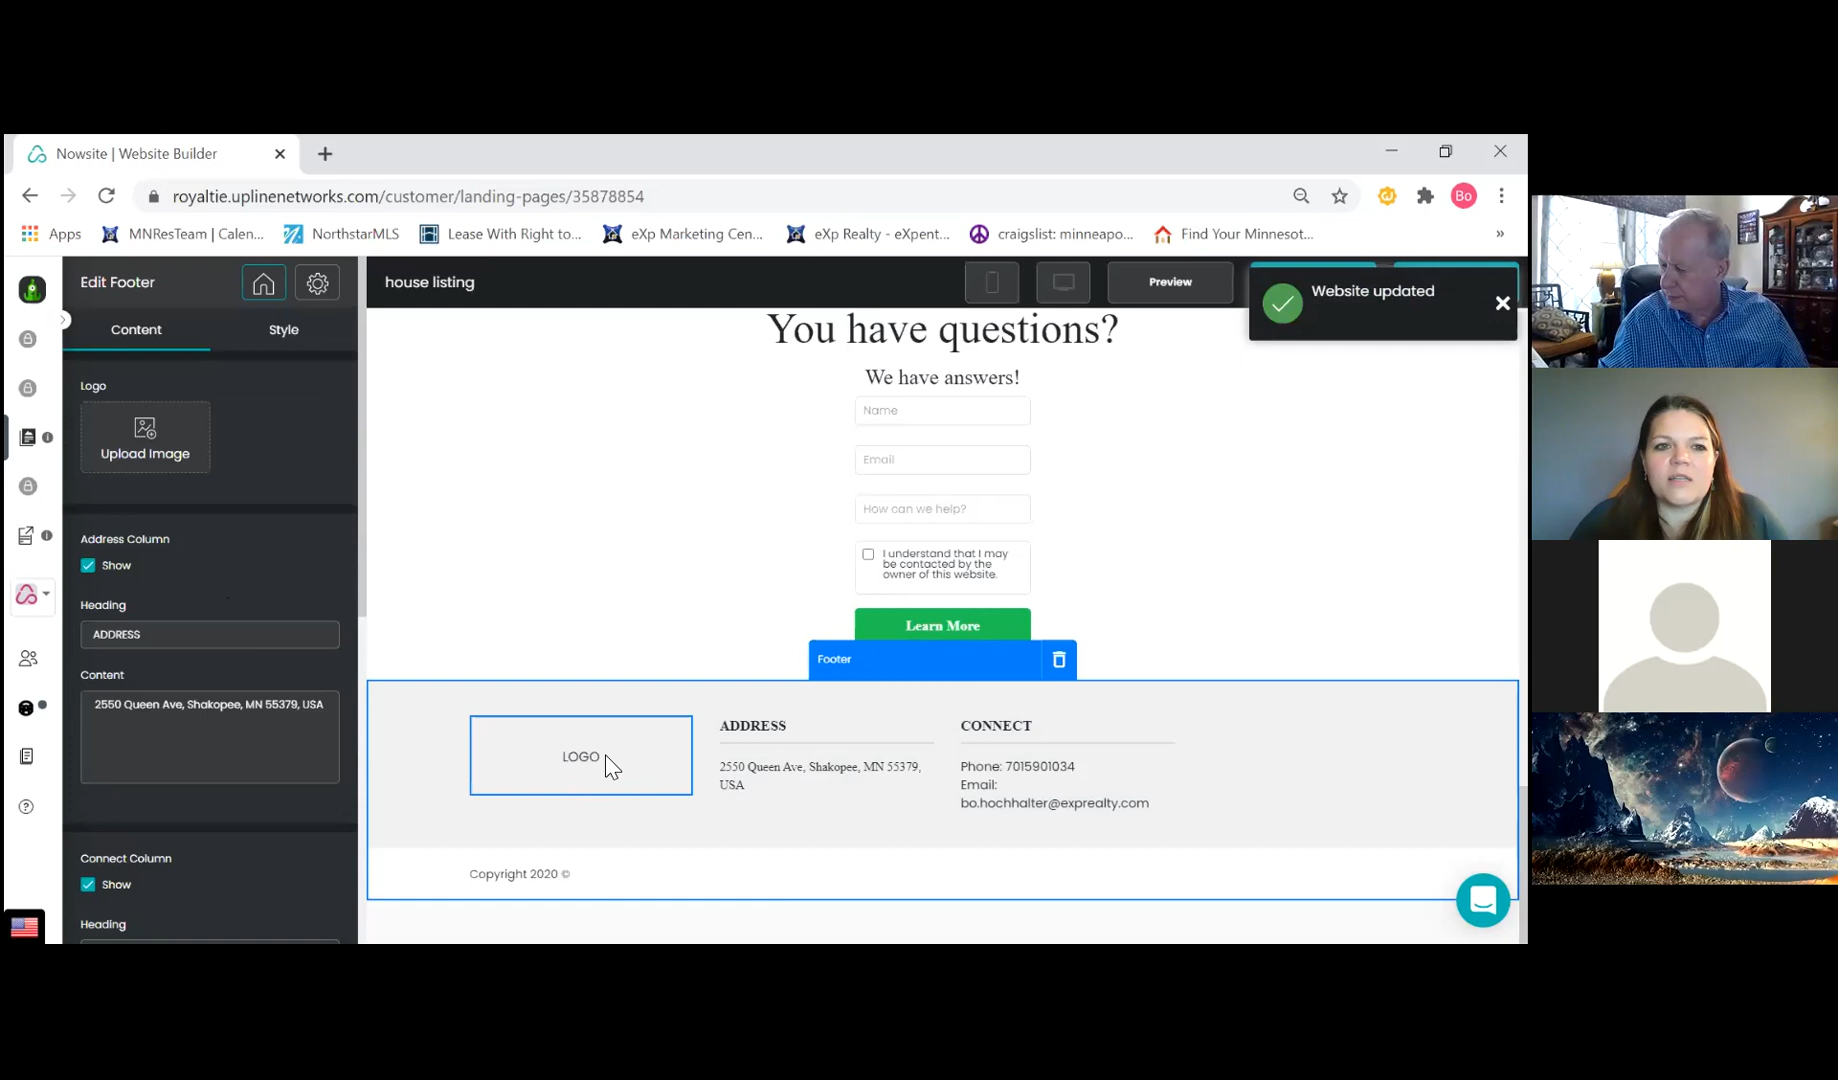 Nowsite | Website Builder
royaltie.uplinenetworks.com/customer/landing-pages/35878854
Bo
Apps
MNResTeam | Calen...
NorthstarMLS
Lease With Right to...
eXp Marketing Cen...
eXp Realty - eXpent...
craigslist: minneapo...
Find Your Minnesot...
»
Edit Footer
house listing
Preview
Website updated
Content
Style
Logo
Upload Image
Address Column
Show
Heading
ADDRESS
Content
2550 Queen Ave, Shakopee, MN 55379, USA
Connect Column
Show
Heading
You have questions?
We have answers!
Name
Email
How can we help?
I understand that I may
be contacted by the
owner of this website.
Learn More
Footer
LOGO
ADDRESS
2550 Queen Ave, Shakopee, MN 55379,
USA
CONNECT
Phone: 7015901034
Email:
bo.hochhalter@exprealty.com
Copyright 2020 ©